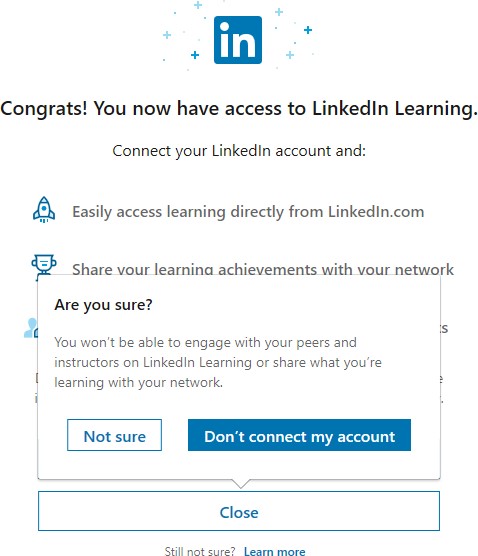 in
Congrats! You now have access to LinkedIn Learning.
Connect your LinkedIn account and:
Easily access learning directly from LinkedIn.com
Share your learning achievements with your network
Are you sure?
You won't be able to engage with your peers and
instructors on LinkedIn Learning or share what you're
learning with your network.
Not sure
Don't connect my account
Close
Still not sure? Learn more